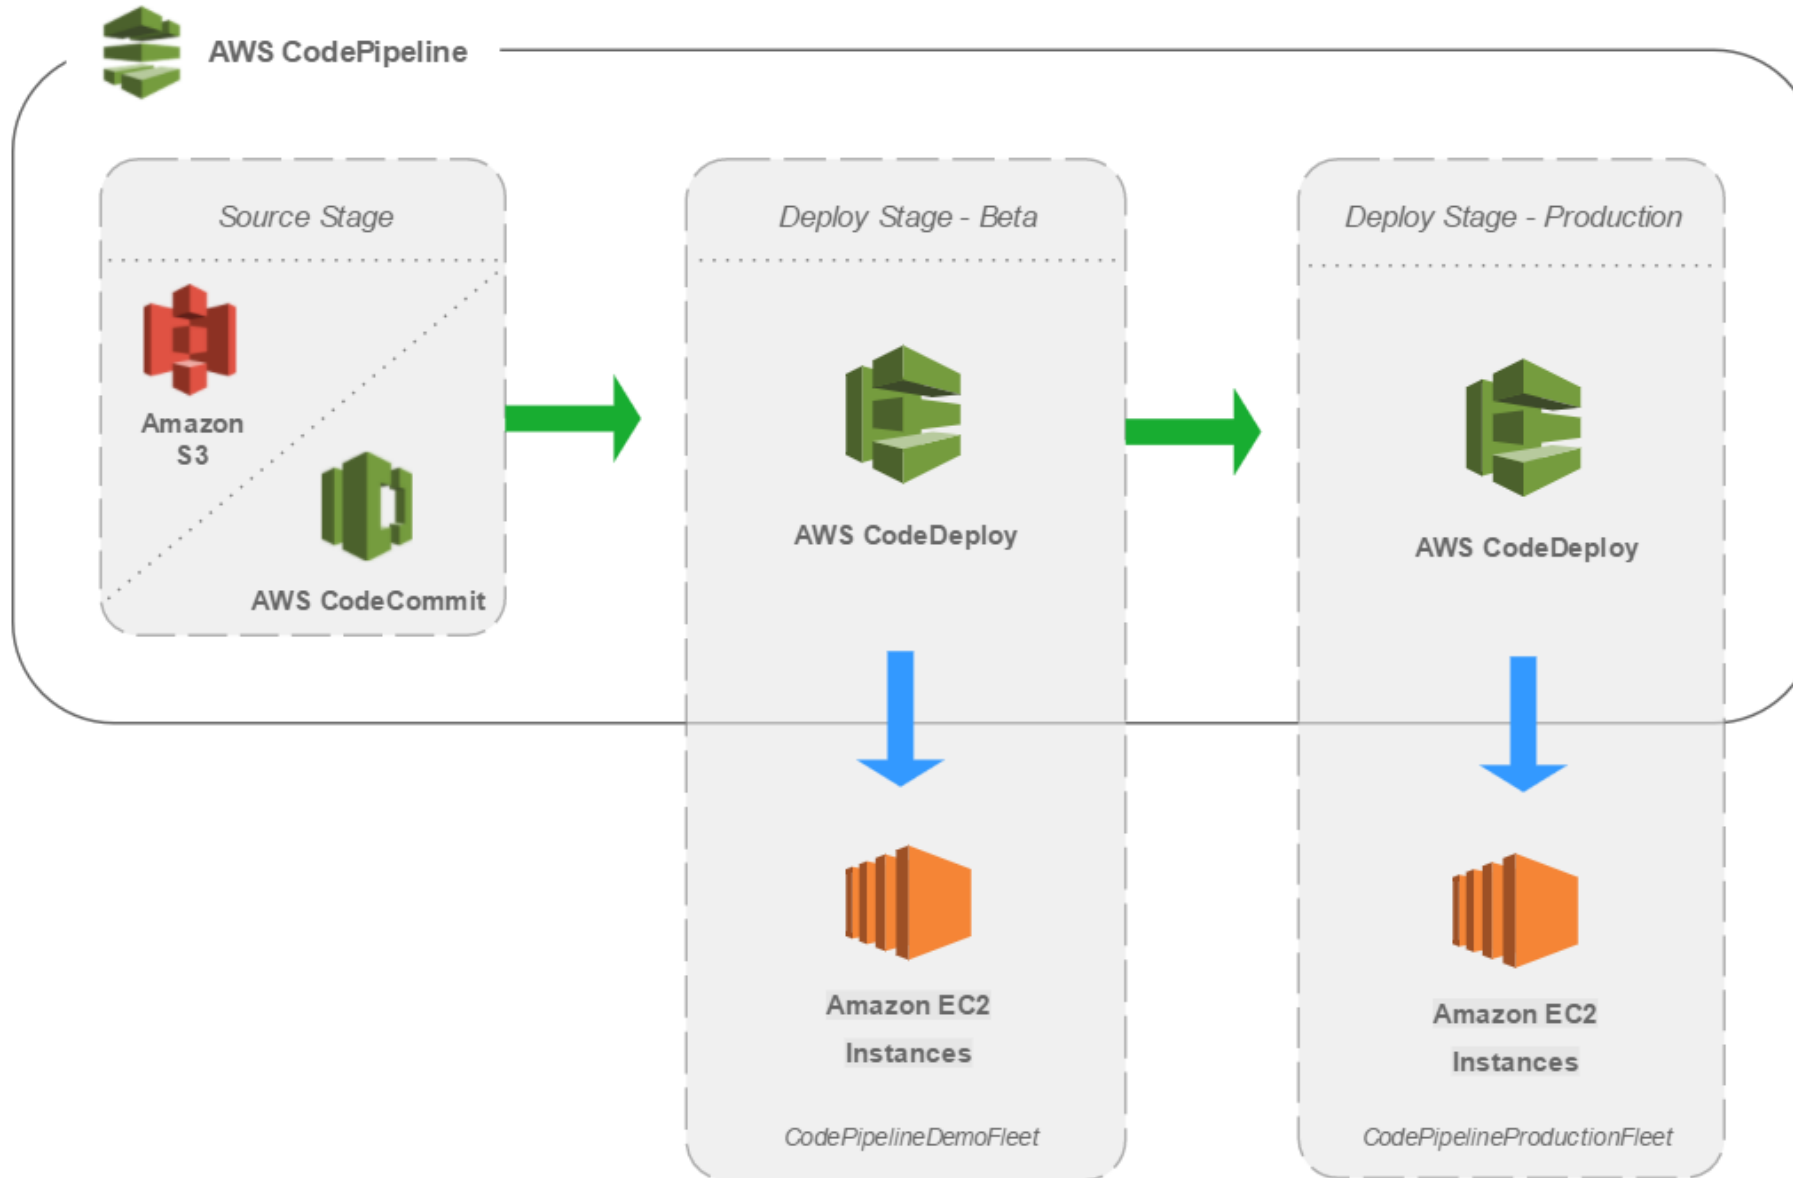 AWS CodePipeline
Source Stage
Amazon
S3
AWS CodeCommit
Deploy Stage - Beta
AWS CodeDeploy
Amazon EC2
Instances
CodePipelineDemoFleet
Deploy Stage - Production
AWS CodeDeploy
Amazon EC2
Instances
CodePipelineProductionFleet